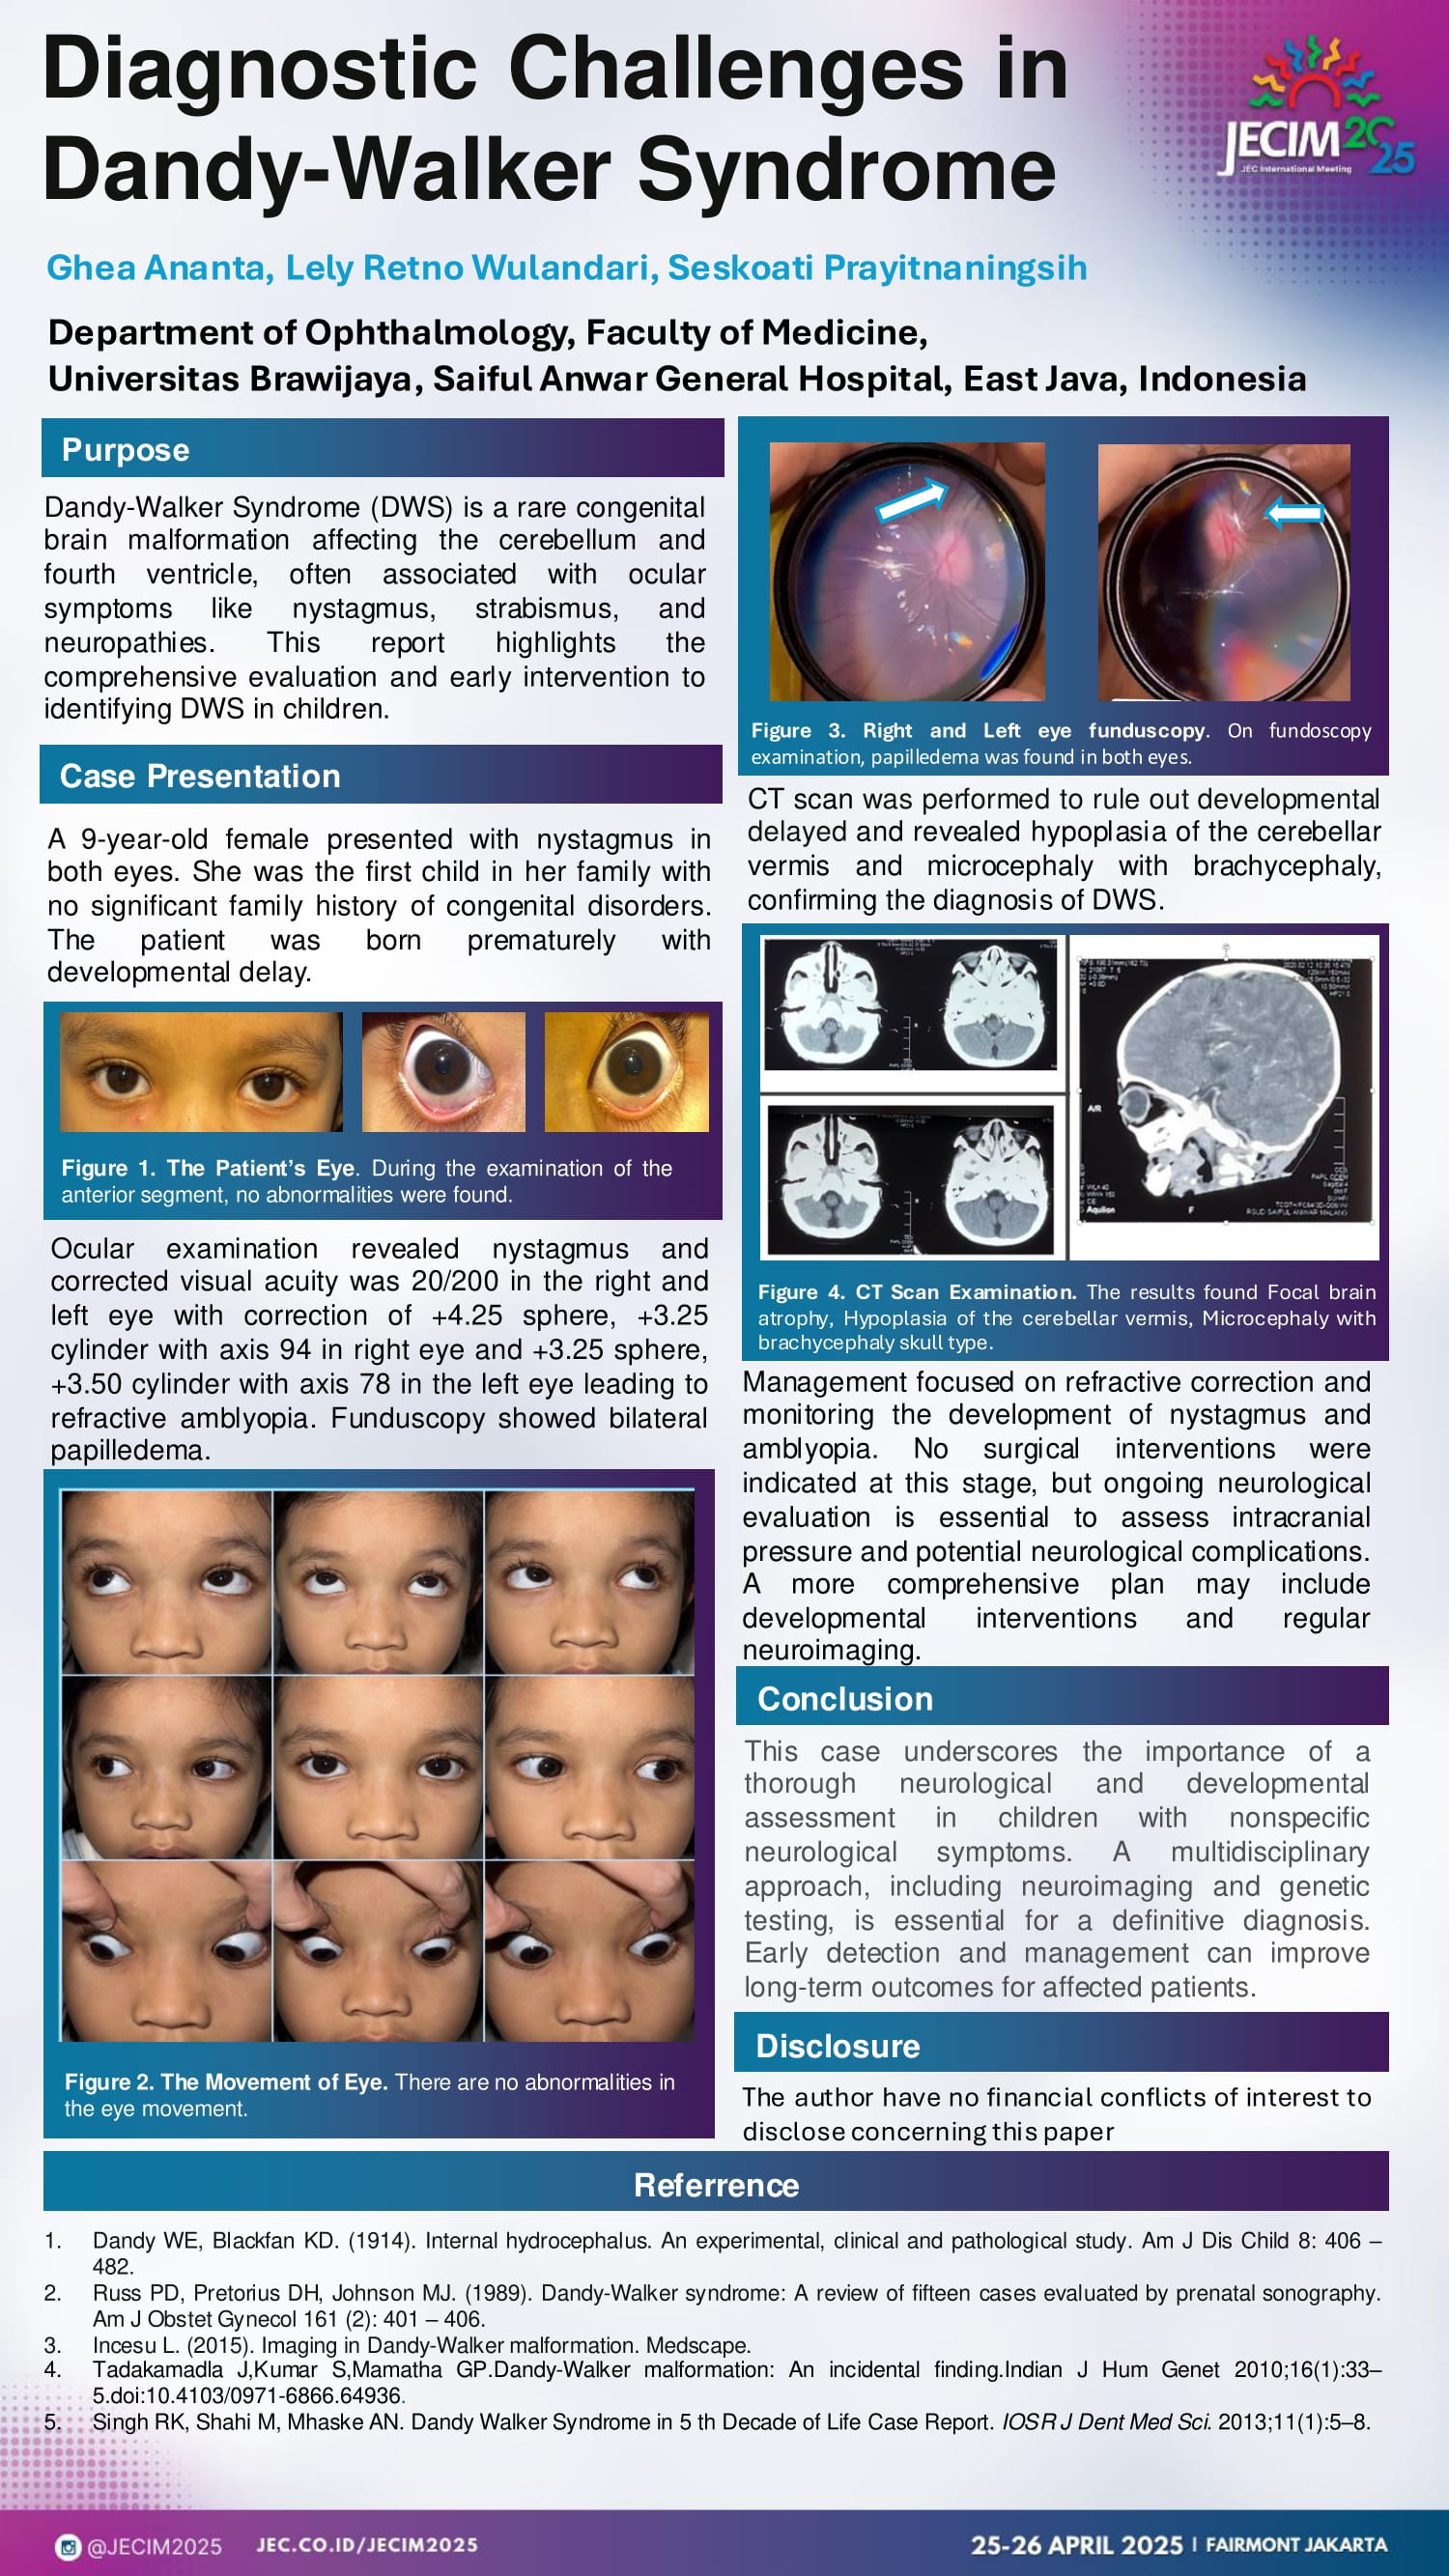 Diagnostic Challenges in
Dandy-Walker Syndrome
JECIM 2025
JEC International Meeting
Ghea Ananta, Lely Retno Wulandari, Seskoati Prayitnaningsih
Department of Ophthalmology, Faculty of Medicine,
Universitas Brawijaya, Saiful Anwar General Hospital, East Java, Indonesia
Purpose
Dandy-Walker Syndrome (DWS) is a rare congenital
brain malformation affecting the cerebellum and
fourth ventricle, often associated with ocular
symptoms like nystagmus, strabismus, and
neuropathies. This report highlights the
comprehensive evaluation and early intervention to
identifying DWS in children.
Case Presentation
A 9-year-old female presented with nystagmus in
both eyes. She was the first child in her family with
no significant family history of congenital disorders.
The patient was born prematurely with
developmental delay.
Figure 1. The Patient's Eye. During the examination of the
anterior segment, no abnormalities were found.
Ocular examination revealed nystagmus and
corrected visual acuity was 20/200 in the right and
left eye with correction of +4.25 sphere, +3.25
cylinder with axis 94 in right eye and +3.25 sphere,
+3.50 cylinder with axis 78 in the left eye leading to
refractive amblyopia. Funduscopy showed bilateral
papilledema.
Figure 2. The Movement of Eye. There are no abnormalities in
the eye movement.
Figure 3. Right and Left eye funduscopy. On fundoscopy
examination, papilledema was found in both eyes.
CT scan was performed to rule out developmental
delayed and revealed hypoplasia of the cerebellar
vermis and microcephaly with brachycephaly,
confirming the diagnosis of DWS.
A/R
Aquilion
F
RSUD SAIFUL ANWAR MALANG
Figure 4. CT Scan Examination. The results found Focal brain
atrophy, Hypoplasia of the cerebellar vermis, Microcephaly with
brachycephaly skull type.
Management focused on refractive correction and
monitoring the development of nystagmus and
amblyopia. No surgical interventions were
indicated at this stage, but ongoing neurological
evaluation is essential to assess intracranial
pressure and potential neurological complications.
A more comprehensive plan may include
developmental interventions and regular
neuroimaging.
Conclusion
This case underscores the importance of a
thorough neurological and developmental
assessment in children with nonspecific
neurological symptoms. A multidisciplinary
approach, including neuroimaging and genetic
testing, is essential for a definitive diagnosis.
Early detection and management can improve
long-term outcomes for affected patients.
Disclosure
The author have no financial conflicts of interest to
disclose concerning this paper
Referrence
1. Dandy WE, Blackfan KD. (1914). Internal hydrocephalus. An experimental, clinical and pathological study. Am J Dis Child 8: 406 –
482.
2. Russ PD, Pretorius DH, Johnson MJ. (1989). Dandy-Walker syndrome: A review of fifteen cases evaluated by prenatal sonography.
Am J Obstet Gynecol 161 (2): 401 – 406.
3. Incesu L. (2015). Imaging in Dandy-Walker malformation. Medscape.
4. Tadakamadla J,Kumar S,Mamatha GP.Dandy-Walker malformation: An incidental finding.Indian J Hum Genet 2010;16(1):33–
5.doi:10.4103/0971-6866.64936.
5. Singh RK, Shahi M, Mhaske AN. Dandy Walker Syndrome in 5 th Decade of Life Case Report. IOSR J Dent Med Sci. 2013;11(1):5–8.
@JECIM2025 JEC.CO.ID/JECIM2025
25-26 APRIL 2025 | FAIRMONT JAKARTA